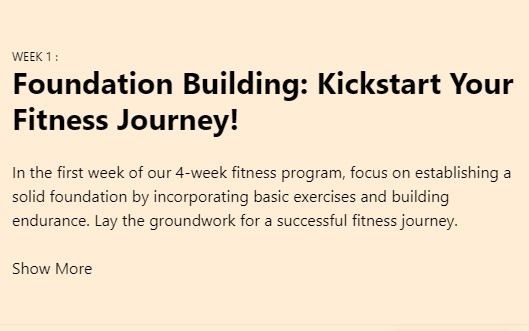 WEEK 1 :
Foundation Building: Kickstart Your
Fitness Journey!
In the first week of our 4-week fitness program, focus on establishing a
solid foundation by incorporating basic exercises and building
endurance. Lay the groundwork for a successful fitness journey.
Show More